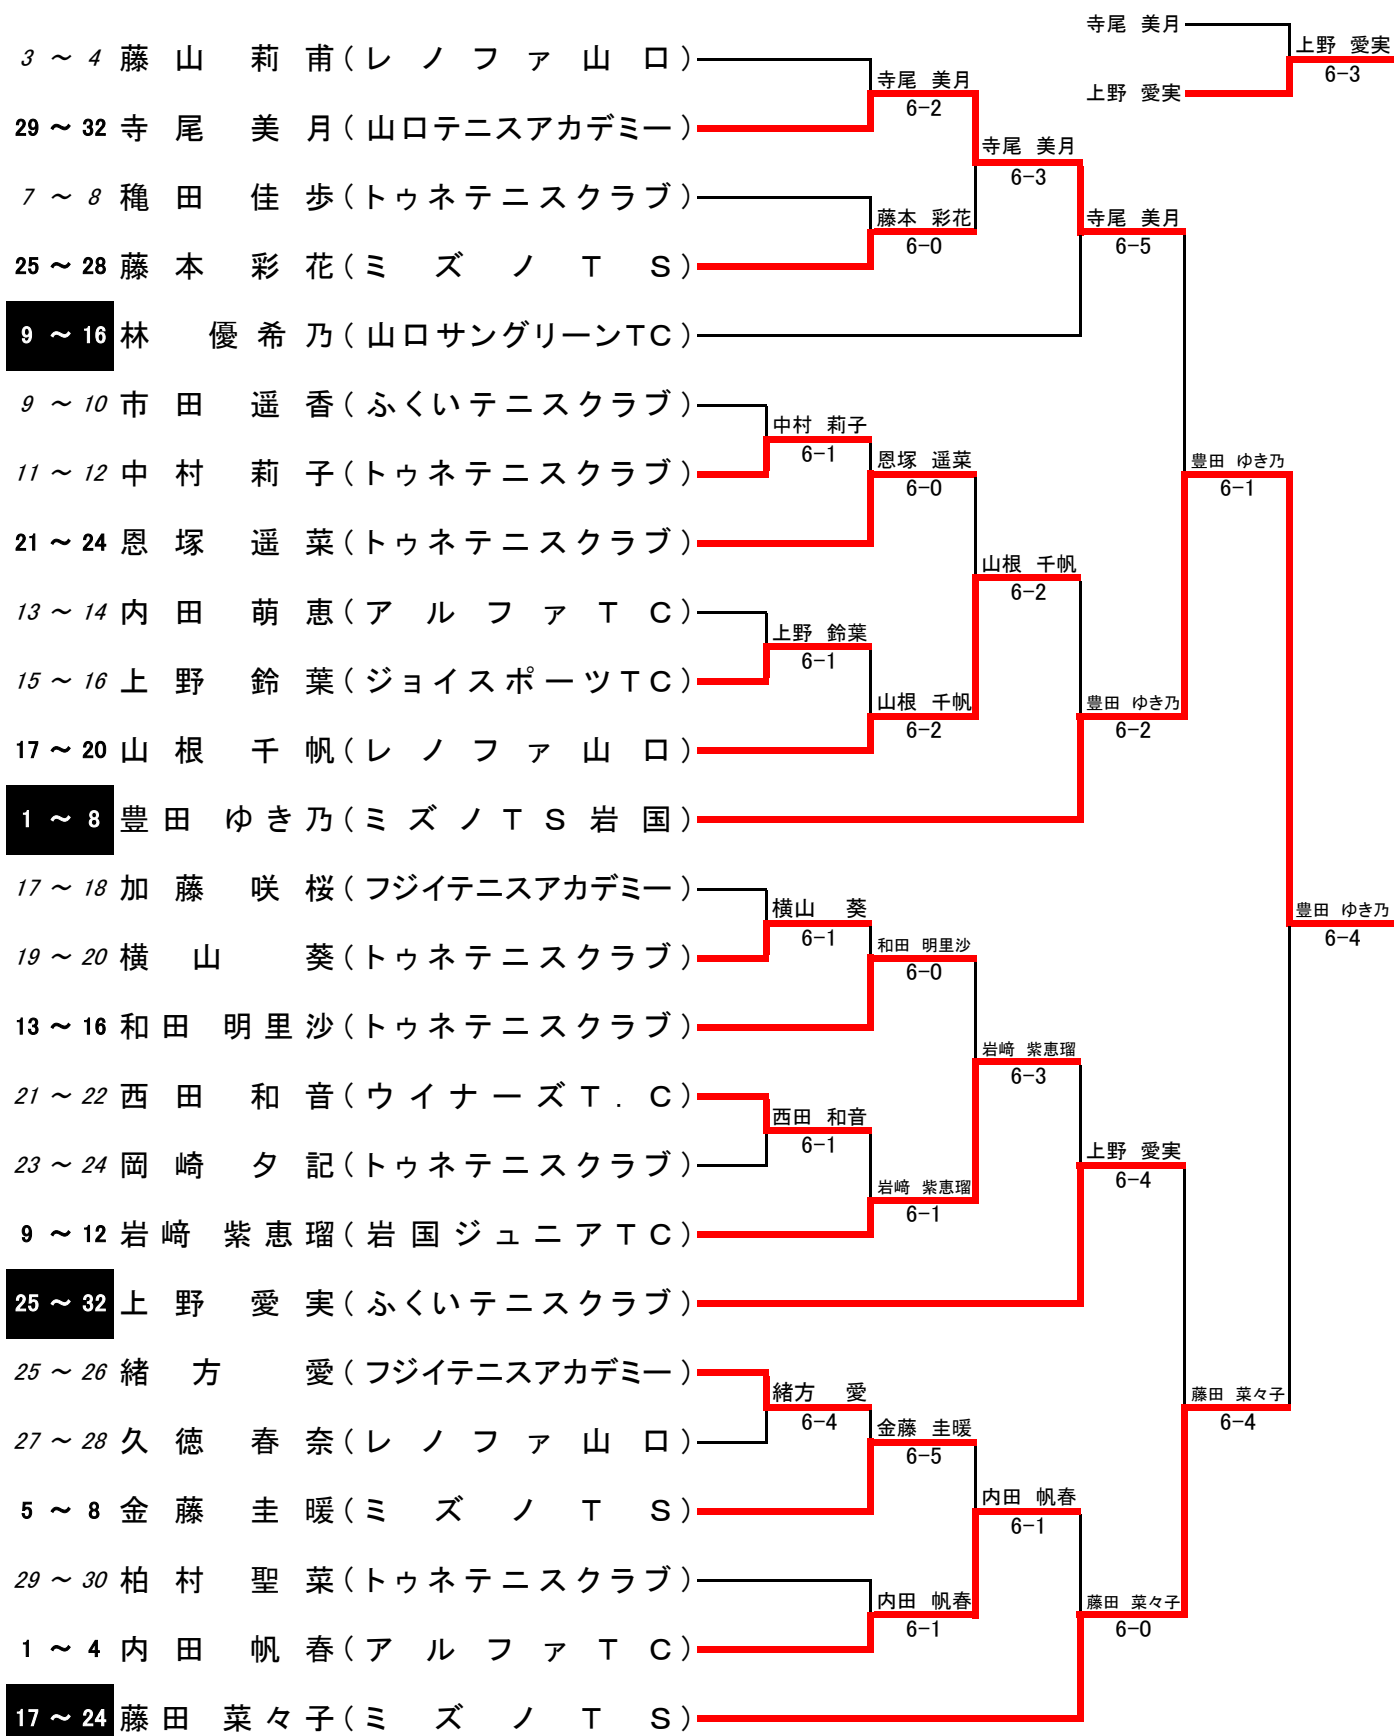 寺尾 美月
上野 愛実
6-3
上野 愛実
3 ～ 4 藤山 莉甫 (レノファ山口)
寺尾 美月
6-2
29 ～ 32 寺尾 美月 (山口テニスアカデミー)
寺尾 美月
6-3
7 ～ 8 穐田 佳歩 (トゥネテニスクラブ)
藤本 彩花
6-0
寺尾 美月
6-5
25 ～ 28 藤本 彩花 (ミズノTS)
9 ～ 16 林 優希乃 (山口サングリーンTC)
9 ～ 10 市田 遥香 (ふくいテニスクラブ)
中村 莉子
6-1
11 ～ 12 中村 莉子 (トゥネテニスクラブ)
恩塚 遥菜
6-0
豊田 ゆき乃
6-1
21 ～ 24 恩塚 遥菜 (トゥネテニスクラブ)
山根 千帆
6-2
13 ～ 14 内田 萌恵 (アルファTC)
上野 鈴葉
6-1
15 ～ 16 上野 鈴葉 (ジョイスポーツTC)
山根 千帆
6-2
豊田 ゆき乃
6-2
17 ～ 20 山根 千帆 (レノファ山口)
1 ～ 8 豊田 ゆき乃 (ミズノTS岩国)
17 ～ 18 加藤 咲桜 (フジイテニスアカデミー)
横山 葵
6-1
豊田 ゆき乃
6-4
19 ～ 20 横山 葵 (トゥネテニスクラブ)
和田 明里沙
6-0
13 ～ 16 和田 明里沙 (トゥネテニスクラブ)
岩﨑 紫恵瑠
6-3
21 ～ 22 西田 和音 (ウイナーズT．C)
西田 和音
6-1
23 ～ 24 岡崎 夕記 (トゥネテニスクラブ)
上野 愛実
6-4
岩﨑 紫恵瑠
6-1
9 ～ 12 岩﨑 紫恵瑠 (岩国ジュニアTC)
25 ～ 32 上野 愛実 (ふくいテニスクラブ)
25 ～ 26 緒方 愛 (フジイテニスアカデミー)
緒方 愛
6-4
藤田 菜々子
6-4
27 ～ 28 久徳 春奈 (レノファ山口)
金藤 圭暖
6-5
5 ～ 8 金藤 圭暖 (ミズノTS)
内田 帆春
6-1
29 ～ 30 柏村 聖菜 (トゥネテニスクラブ)
内田 帆春
6-1
藤田 菜々子
6-0
1 ～ 4 内田 帆春 (アルファTC)
17 ～ 24 藤田 菜々子 (ミズノTS)